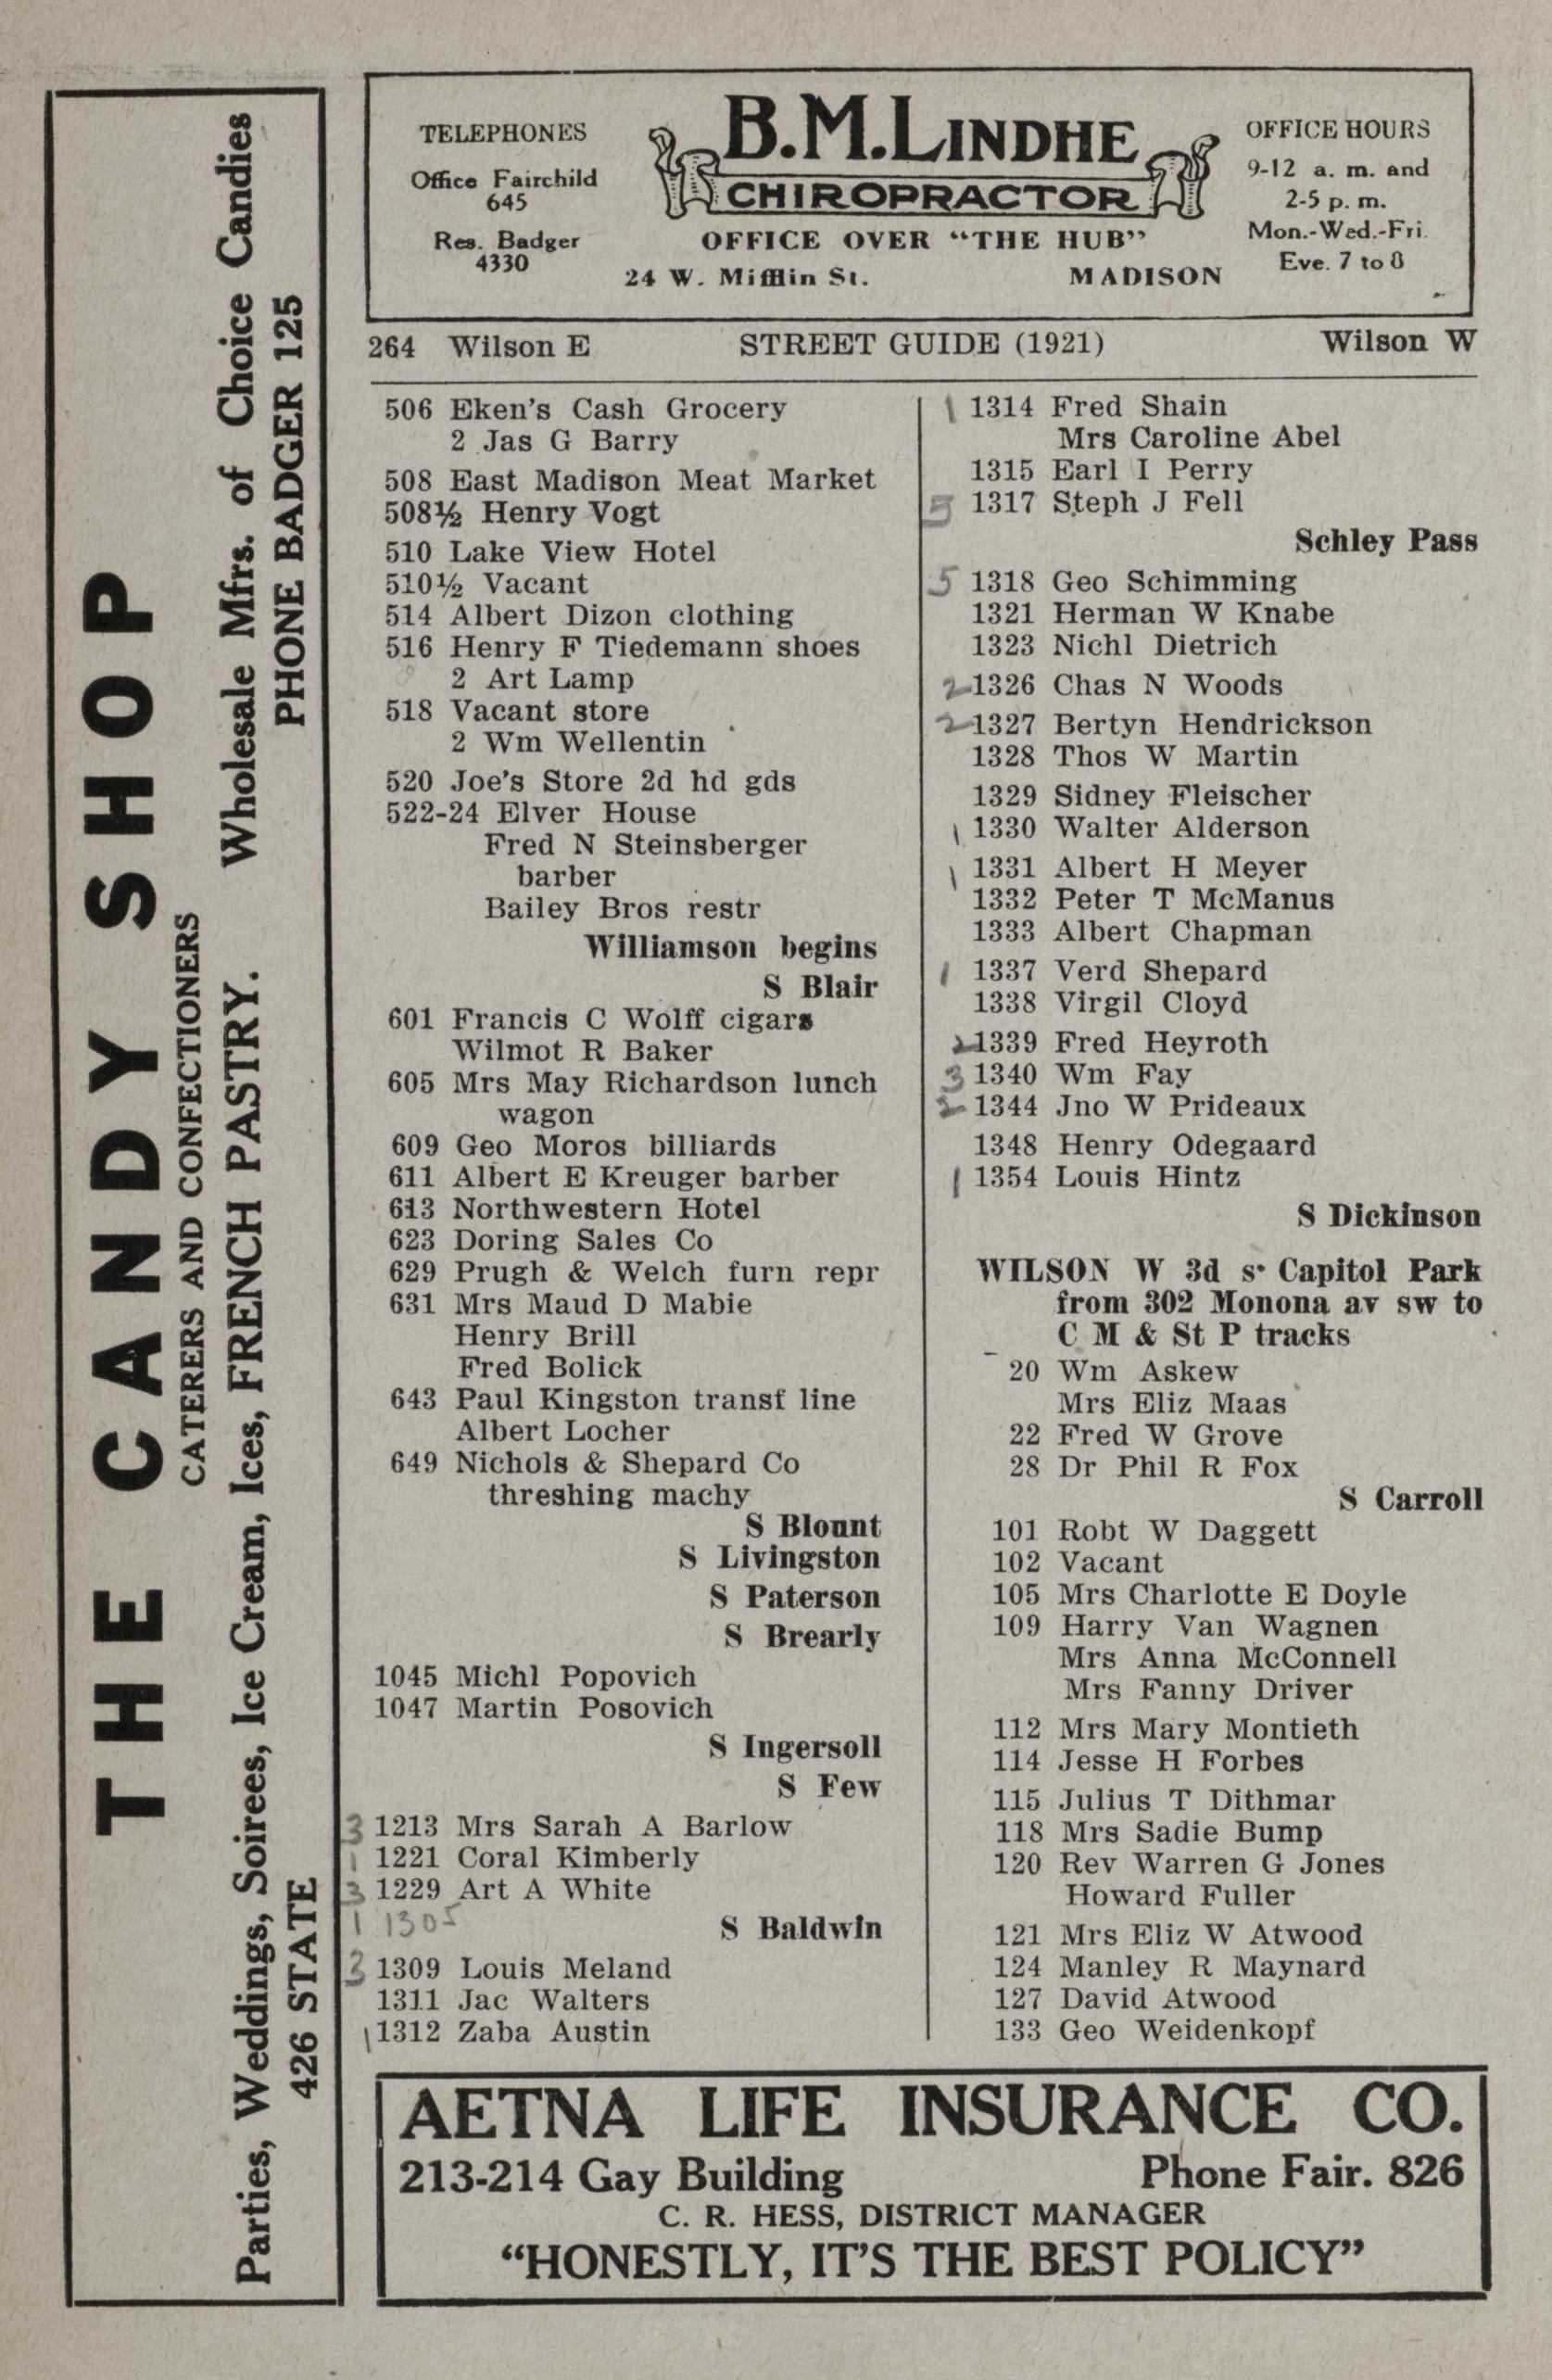 THE CANDY SHOP
CATERERS AND CONFECTIONERS
Parties, Weddings, Soirees, Ice Cream, Ices, FRENCH PASTRY. Wholesale Mfrs. of Choice Candies
426 STATE PHONE BADGER 125
TELEPHONES
Office Fairchild
645
Res. Badger
4330
B.M.LINDHE
CHIROPRACTOR
OFFICE OVER “THE HUB”
24 W. Mifflin St. MADISON
OFFICE HOURS
9-12 a. m. and
2-5 p. m.
Mon.-Wed.-Fri.
Eve. 7 to 8
264 Wilson E STREET GUIDE (1921) Wilson W
506 Eken's Cash Grocery
2 Jas G Barry
508 East Madison Meat Market
508½ Henry Vogt
510 Lake View Hotel
510½ Vacant
514 Albert Dizon clothing
516 Henry F Tiedemann shoes
2 Art Lamp
518 Vacant store
2 Wm Wellentin
520 Joe's Store 2d hd gds
522-24 Elver House
Fred N Steinsberger
barber
Bailey Bros restr
Williamson begins
S Blair
601 Francis C Wolff cigars
Wilmot R Baker
605 Mrs May Richardson lunch
wagon
609 Geo Moros billiards
611 Albert E Kreuger barber
613 Northwestern Hotel
623 Doring Sales Co
629 Prugh & Welch furn repr
631 Mrs Maud D Mabie
Henry Brill
Fred Bolick
643 Paul Kingston transf line
Albert Locher
649 Nichols & Shepard Co
threshing machy
S Blount
S Livingston
S Paterson
S Brearly
1045 Michl Popovich
1047 Martin Posovich
S Ingersoll
S Few
3 1213 Mrs Sarah A Barlow
1 1221 Coral Kimberly
3 1229 Art A White
1 1305
S Baldwin
3 1309 Louis Meland
1311 Jac Walters
1 1312 Zaba Austin
1 1314 Fred Shain
Mrs Caroline Abel
1315 Earl I Perry
5 1317 Steph J Fell
Schley Pass
5 1318 Geo Schimming
1321 Herman W Knabe
1323 Nichl Dietrich
2 1326 Chas N Woods
2 1327 Bertyn Hendrickson
1328 Thos W Martin
1329 Sidney Fleischer
1 1330 Walter Alderson
1 1331 Albert H Meyer
1332 Peter T McManus
1333 Albert Chapman
1 1337 Verd Shepard
1338 Virgil Cloyd
2 1339 Fred Heyroth
3 1340 Wm Fay
2 1344 Jno W Prideaux
1348 Henry Odegaard
1 1354 Louis Hintz
S Dickinson
WILSON W 3d s Capitol Park
from 302 Monona av sw to
C M & St P tracks
20 Wm Askew
Mrs Eliz Maas
22 Fred W Grove
28 Dr Phil R Fox
S Carroll
101 Robt W Daggett
102 Vacant
105 Mrs Charlotte E Doyle
109 Harry Van Wagnen
Mrs Anna McConnell
Mrs Fanny Driver
112 Mrs Mary Montieth
114 Jesse H Forbes
115 Julius T Dithmar
118 Mrs Sadie Bump
120 Rev Warren G Jones
Howard Fuller
121 Mrs Eliz W Atwood
124 Manley R Maynard
127 David Atwood
133 Geo Weidenkopf
AETNA LIFE INSURANCE CO.
213-214 Gay Building Phone Fair. 826
C. R. HESS, DISTRICT MANAGER
“HONESTLY, IT'S THE BEST POLICY”